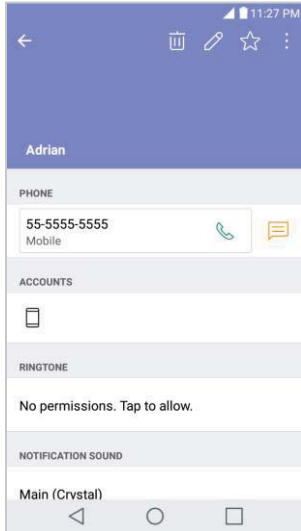 11:27 PM
Adrian
PHONE
55-5555-5555
Mobile
ACCOUNTS
RINGTONE
No permissions. Tap to allow.
NOTIFICATION SOUND
Main (Crystal)